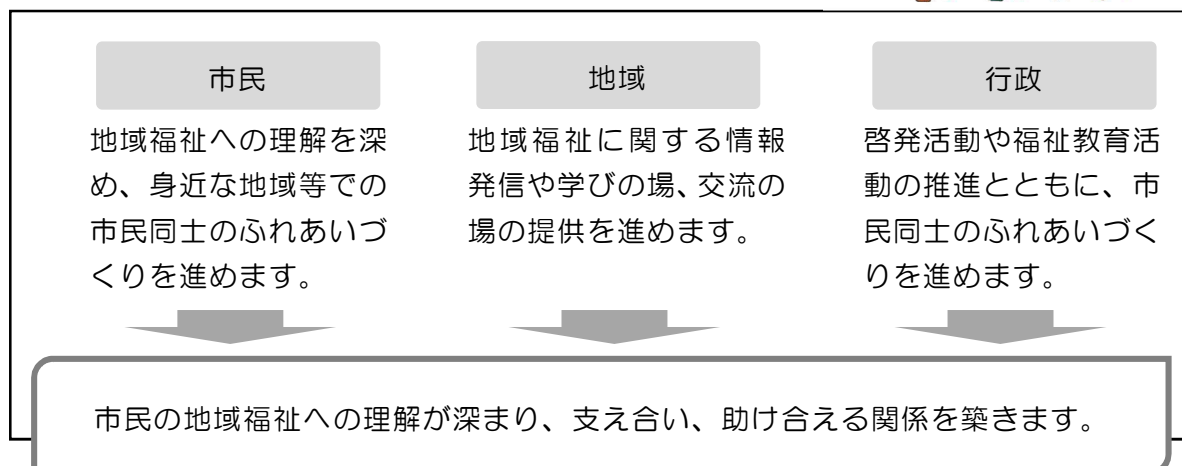 市民
地域福祉への理解を深
め、身近な地域等での
市民同士のふれあいづ
くりを進めます。
地域
地域福祉に関する情報
発信や学びの場、交流の
場の提供を進めます。
行政
啓発活動や福祉教育活
動の推進とともに、市
民同士のふれあいづく
りを進めます。
市民の地域福祉への理解が深まり、支え合い、助け合える関係を築きます。